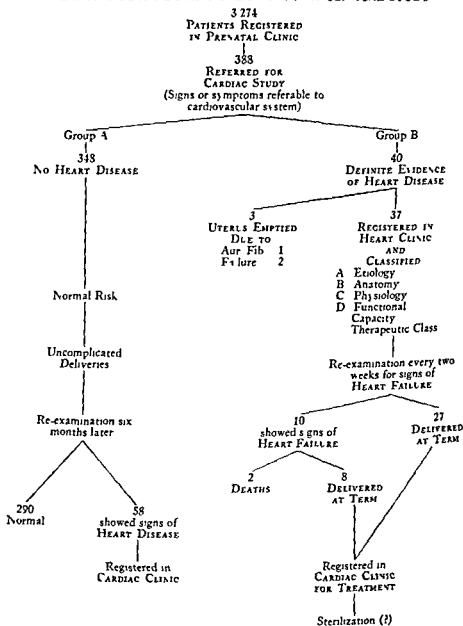 3 274
PATIENTS REGISTERED
IN PRENATAL CLINIC
388
REFERRED FOR
CARDIAC STUDY
(Signs or symptoms referable to
cardiovascular system)
Group A
348
NO HEART DISEASE
Normal Risk
Uncomplicated
Deliveries
Re-examination six
months later
290
Normal
58
showed signs of
HEART DISEASE
Registered in
CARDIAC CLINIC
Group B
40
DEFINITE EVIDENCE
OF HEART DISEASE
3
UTERUS EMPTIED
DUE TO
Aur Fib 1
Failure 2
37
REGISTERED IN
HEART CLINIC
AND
CLASSIFIED
A Etiology
B Anatomy
C Physiology
D Functional
Capacity
Therapeutic Class
Re-examination every two
weeks for signs of
HEART FAILURE
10
showed signs of
HEART FAILURE
27
DELIVERED
AT TERM
2
DEATHS
8
DELIVERED
AT TERM
Registered in
CARDIAC CLINIC
FOR TREATMENT
Sterilization (?)